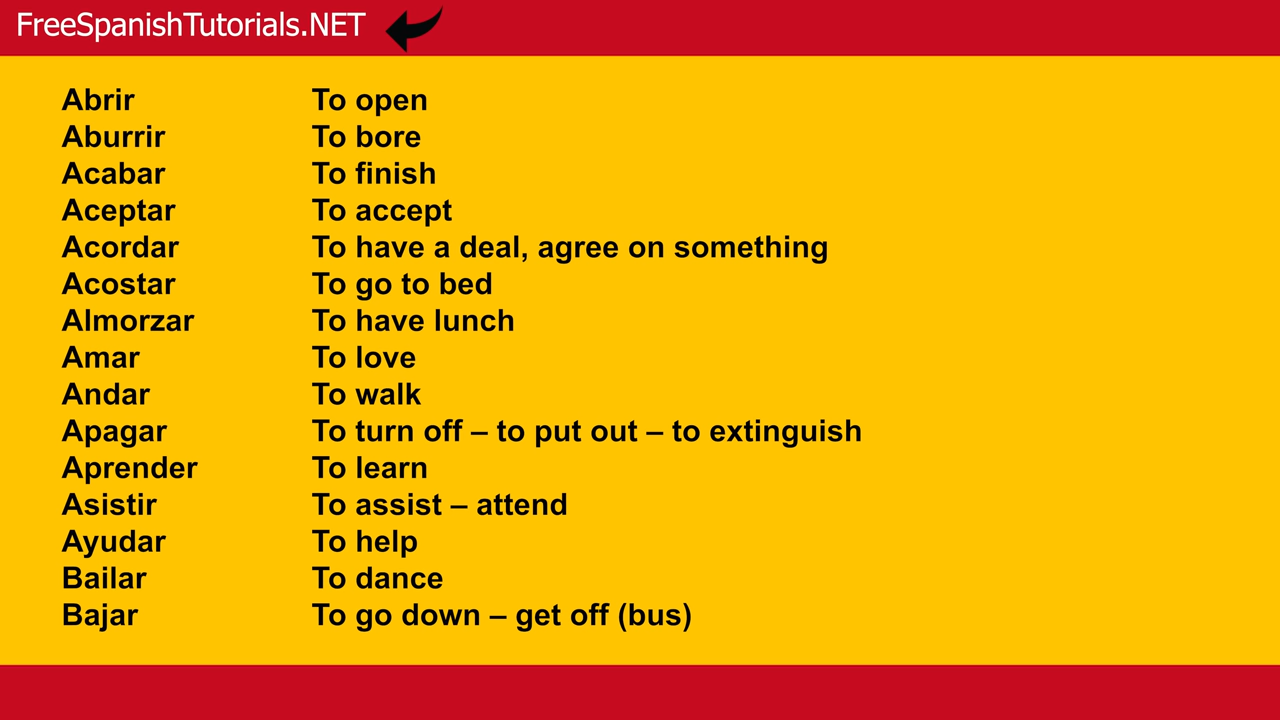 FreeSpanishTutorials.NET
Abrir To open
Aburrir To bore
Acabar To finish
Aceptar To accept
Acordar To have a deal, agree on something
Acostar To go to bed
Almorzar To have lunch
Amar To love
Andar To walk
Apagar To turn off – to put out – to extinguish
Aprender To learn
Asistir To assist – attend
Ayudar To help
Bailar To dance
Bajar To go down – get off (bus)